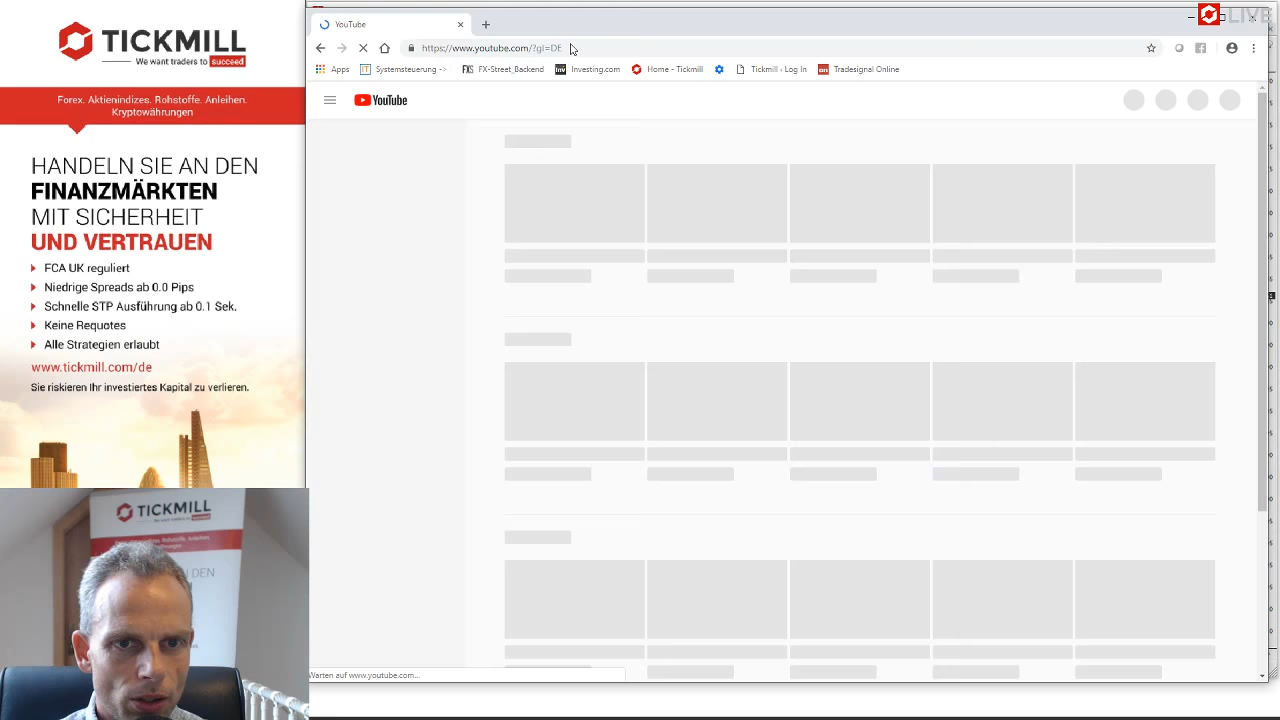 TICKMILL
We want traders to succeed
Forex. Aktienindizes. Rohstoffe. Anleihen.
Kryptowährungen
HANDELN SIE AN DEN
FINANZMÄRKTEN
MIT SICHERHEIT
UND VERTRAUEN
FCA UK reguliert
Niedrige Spreads ab 0.0 Pips
Schnelle STP Ausführung ab 0.1 Sek.
Keine Requotes
Alle Strategien erlaubt
www.tickmill.com/de
Sie riskieren Ihr investiertes Kapital zu verlieren.
TICKMILL
YouTube
LIVE
https://www.youtube.com/?gl=DE
Apps
Systemsteuerung ->
FX-Street_Backend
Investing.com
Home - Tickmill
Tickmill - Log In
Tradesignal Online
YouTube
Warten auf www.youtube.com...